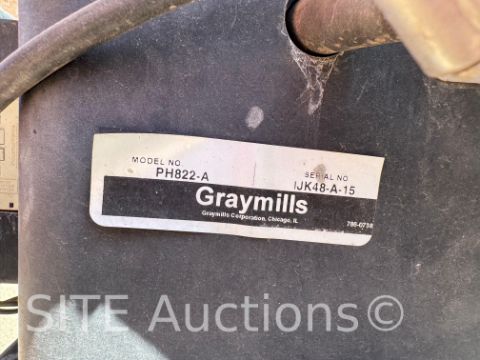 MODEL NO.
PH822-A
SERIAL NO
IJK48-A-15
Graymills
Graymills Corporation, Chicago, IL
SITE Auctions©